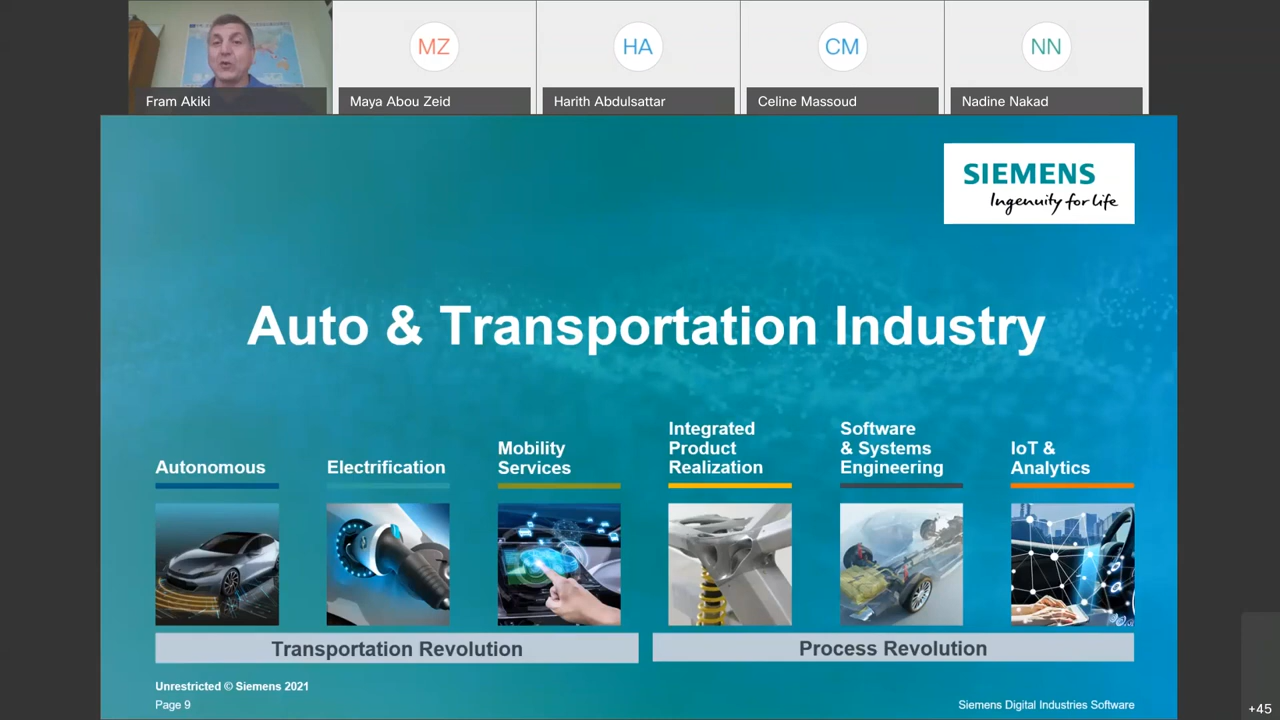 MZ
HA
CM
NN
Fram Akiki
Maya Abou Zeid
Harith Abdulsattar
Celine Massoud
Nadine Nakad
SIEMENS
Ingenuity for life
Auto & Transportation Industry
Autonomous
Electrification
Mobility
Services
Integrated
Product
Realization
Software
& Systems
Engineering
IoT &
Analytics
Transportation Revolution
Process Revolution
Unrestricted © Siemens 2021
Page 9
Siemens Digital Industries Software
+45